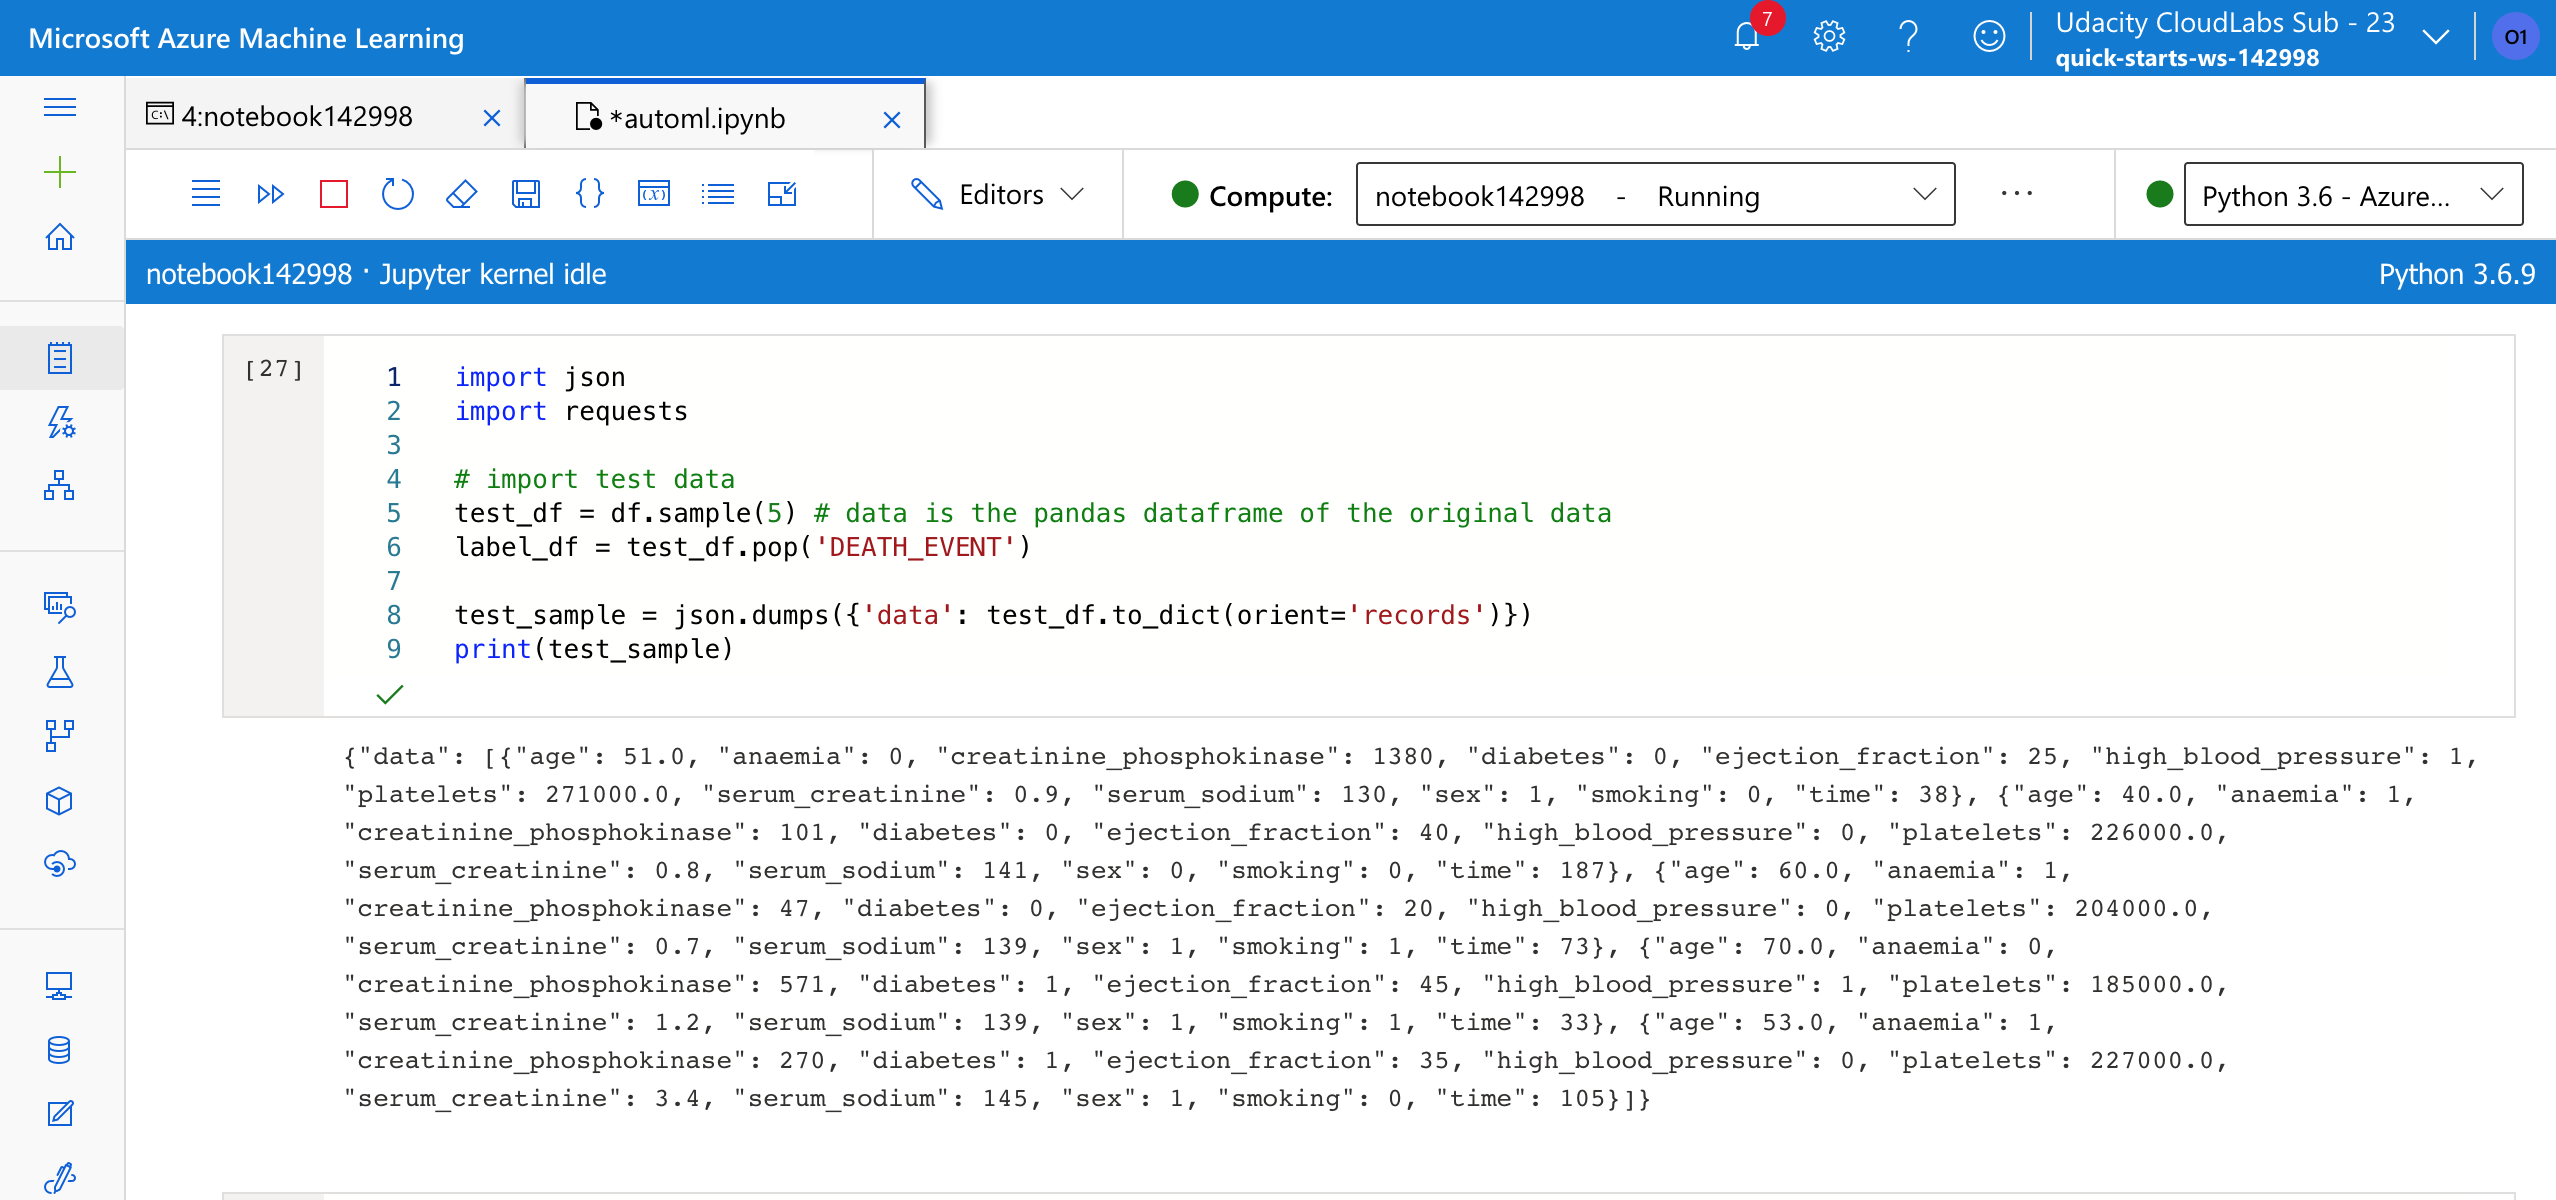 Microsoft Azure Machine Learning
7
Udacity CloudLabs Sub - 23
quick-starts-ws-142998
O1
4:notebook142998
*automl.ipynb
Editors
Compute:
notebook142998 - Running
Python 3.6 - Azure...
notebook142998 · Jupyter kernel idle
Python 3.6.9
[27]
1 import json
2 import requests
3
4 # import test data
5 test_df = df.sample(5) # data is the pandas dataframe of the original data
6 label_df = test_df.pop('DEATH_EVENT')
7
8 test_sample = json.dumps({'data': test_df.to_dict(orient='records')})
9 print(test_sample)
{"data": [{"age": 51.0, "anaemia": 0, "creatinine_phosphokinase": 1380, "diabetes": 0, "ejection_fraction": 25, "high_blood_pressure": 1,
"platelets": 271000.0, "serum_creatinine": 0.9, "serum_sodium": 130, "sex": 1, "smoking": 0, "time": 38}, {"age": 40.0, "anaemia": 1,
"creatinine_phosphokinase": 101, "diabetes": 0, "ejection_fraction": 40, "high_blood_pressure": 0, "platelets": 226000.0,
"serum_creatinine": 0.8, "serum_sodium": 141, "sex": 0, "smoking": 0, "time": 187}, {"age": 60.0, "anaemia": 1,
"creatinine_phosphokinase": 47, "diabetes": 0, "ejection_fraction": 20, "high_blood_pressure": 0, "platelets": 204000.0,
"serum_creatinine": 0.7, "serum_sodium": 139, "sex": 1, "smoking": 1, "time": 73}, {"age": 70.0, "anaemia": 0,
"creatinine_phosphokinase": 571, "diabetes": 1, "ejection_fraction": 45, "high_blood_pressure": 1, "platelets": 185000.0,
"serum_creatinine": 1.2, "serum_sodium": 139, "sex": 1, "smoking": 1, "time": 33}, {"age": 53.0, "anaemia": 1,
"creatinine_phosphokinase": 270, "diabetes": 1, "ejection_fraction": 35, "high_blood_pressure": 0, "platelets": 227000.0,
"serum_creatinine": 3.4, "serum_sodium": 145, "sex": 1, "smoking": 0, "time": 105}]}